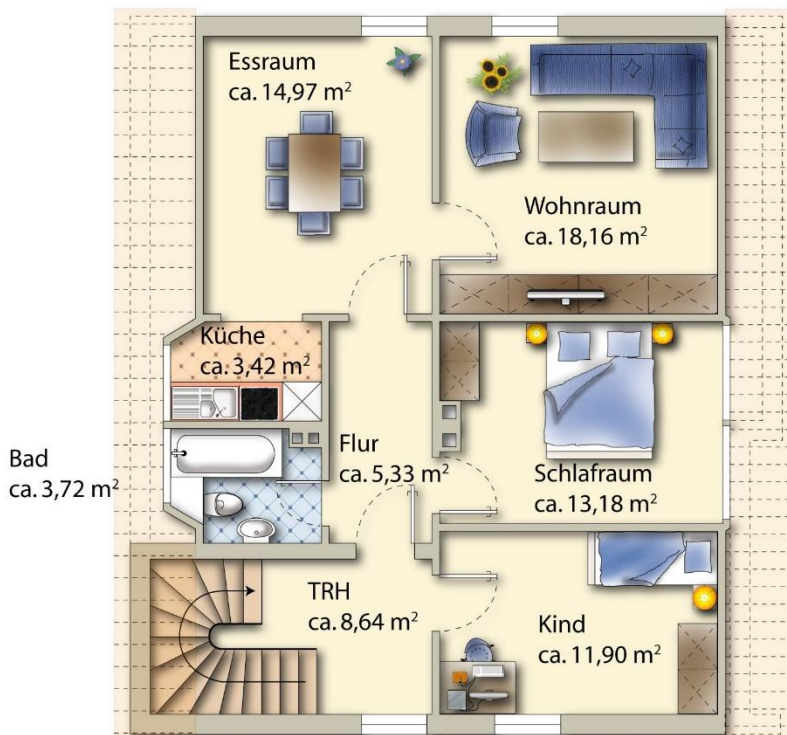 Essraum
ca. 14,97 m²
Wohnraum
ca. 18,16 m²
Küche
ca. 3,42 m²
Bad
ca. 3,72 m²
Flur
ca. 5,33 m²
Schlafraum
ca. 13,18 m²
TRH
ca. 8,64 m²
Kind
ca. 11,90 m²